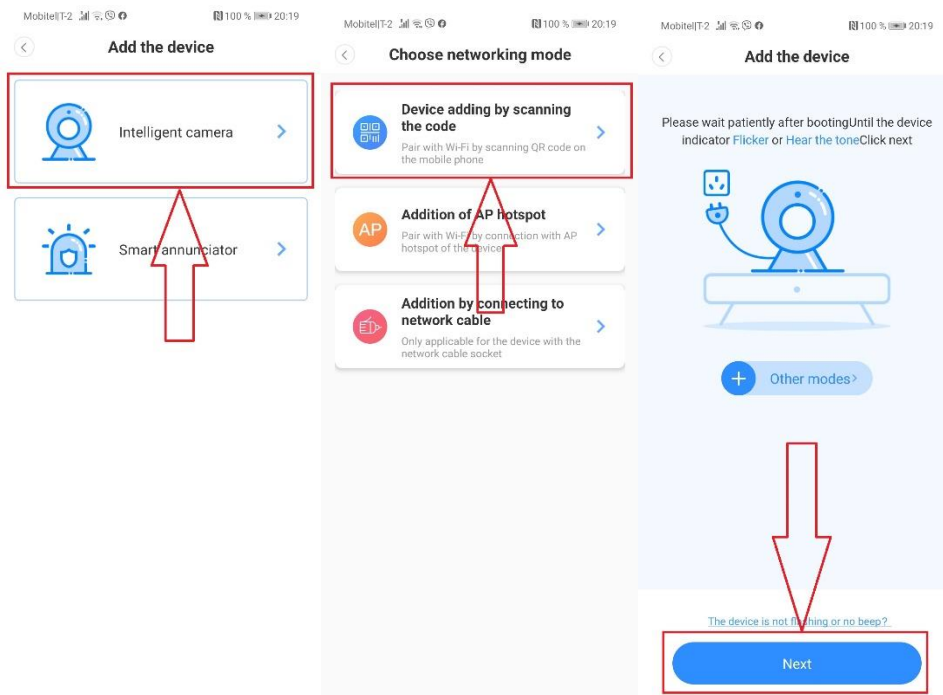 Mobitel|T-2 100 % 20:19
Add the device
Intelligent camera
Smart annunciator
Mobitel|T-2 100 % 20:19
Choose networking mode
Device adding by scanning
the code
Pair with Wi-Fi by scanning QR code on
the mobile phone
AP
Addition of AP hotspot
Pair with Wi-Fi by connection with AP
hotspot of the device
Addition by connecting to
network cable
Only applicable for the device with the
network cable socket
Mobitel|T-2 100 % 20:19
Add the device
Please wait patiently after bootingUntil the device
indicator Flicker or Hear the toneClick next
Other modes
The device is not flashing or no beep?
Next